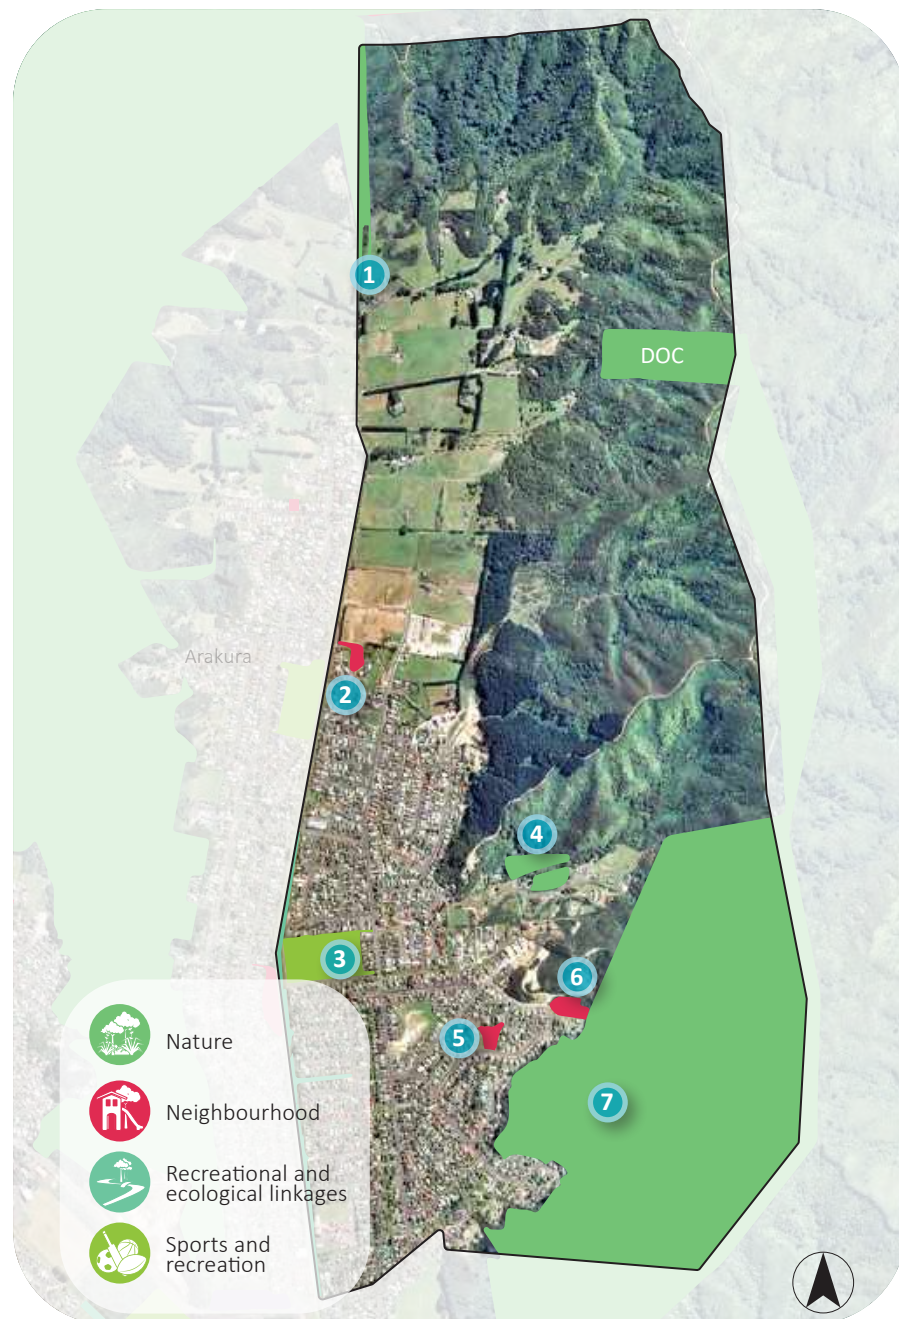 1
DOC
Arakura
2
4
3
6
5
7
Nature
Neighbourhood
Recreational and
ecological linkages
Sports and
recreation